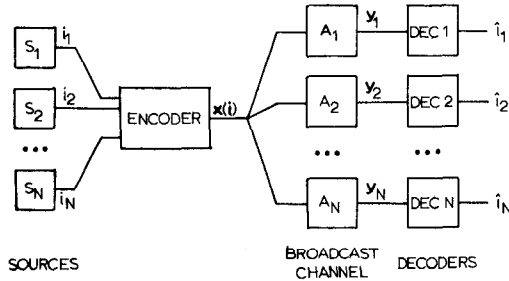 S1 i1 A1 y1 DEC 1 î1
S2 i2 ENCODER x(i) A2 y2 DEC 2 î2
••• ••• •••
SN iN AN yN DEC N îN
SOURCES BROADCAST CHANNEL DECODERS